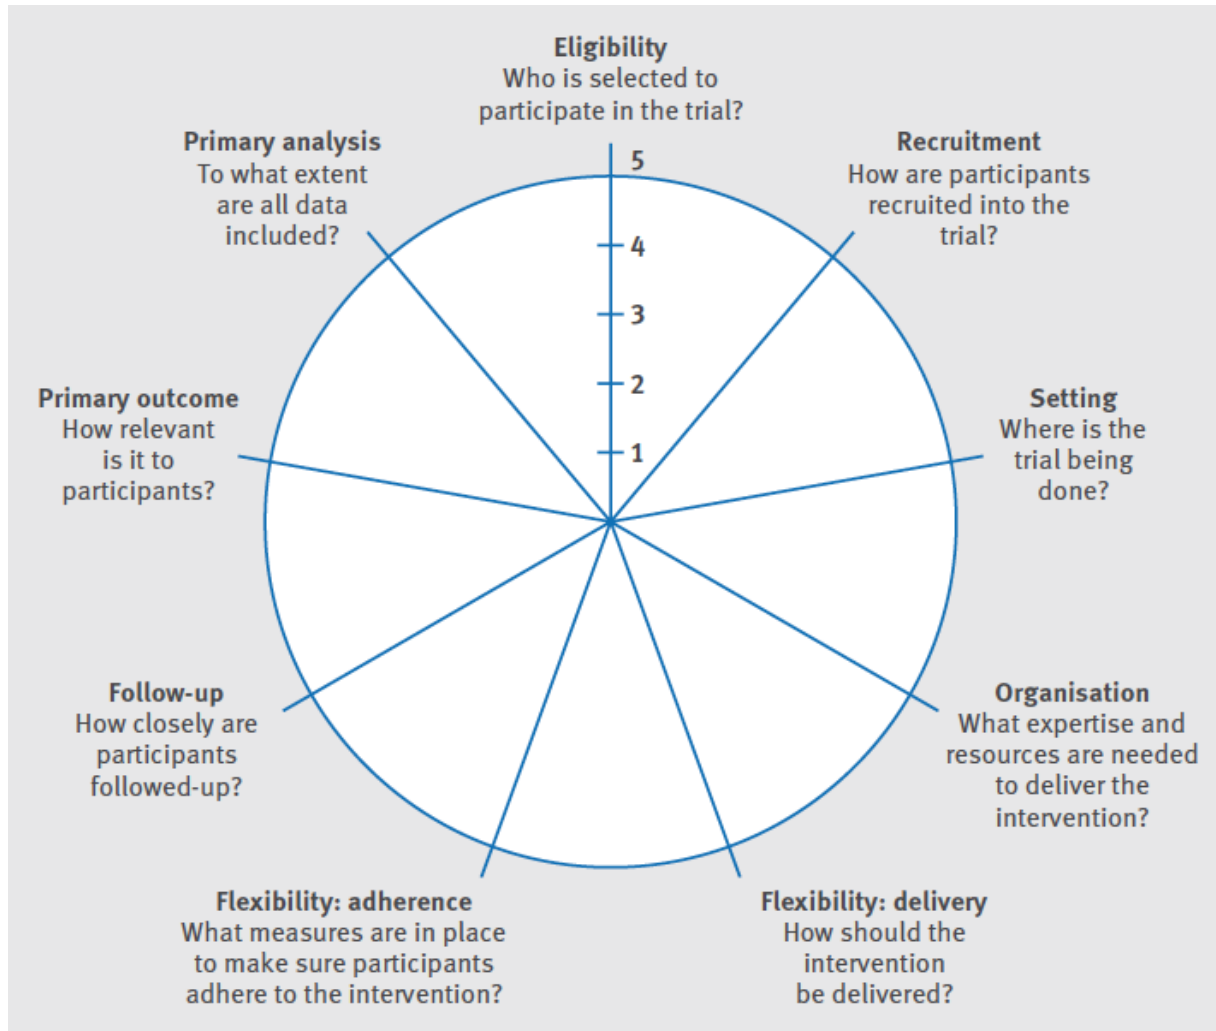 Eligibility
Who is selected to
participate in the trial?
Recruitment
How are participants
recruited into the
trial?
Setting
Where is the
trial being
done?
Organisation
What expertise and
resources are needed
to deliver the
intervention?
Flexibility: delivery
How should the
intervention
be delivered?
Flexibility: adherence
What measures are in place
to make sure participants
adhere to the intervention?
Follow-up
How closely are
participants
followed-up?
Primary outcome
How relevant
is it to
participants?
Primary analysis
To what extent
are all data
included?
5
4
3
2
1